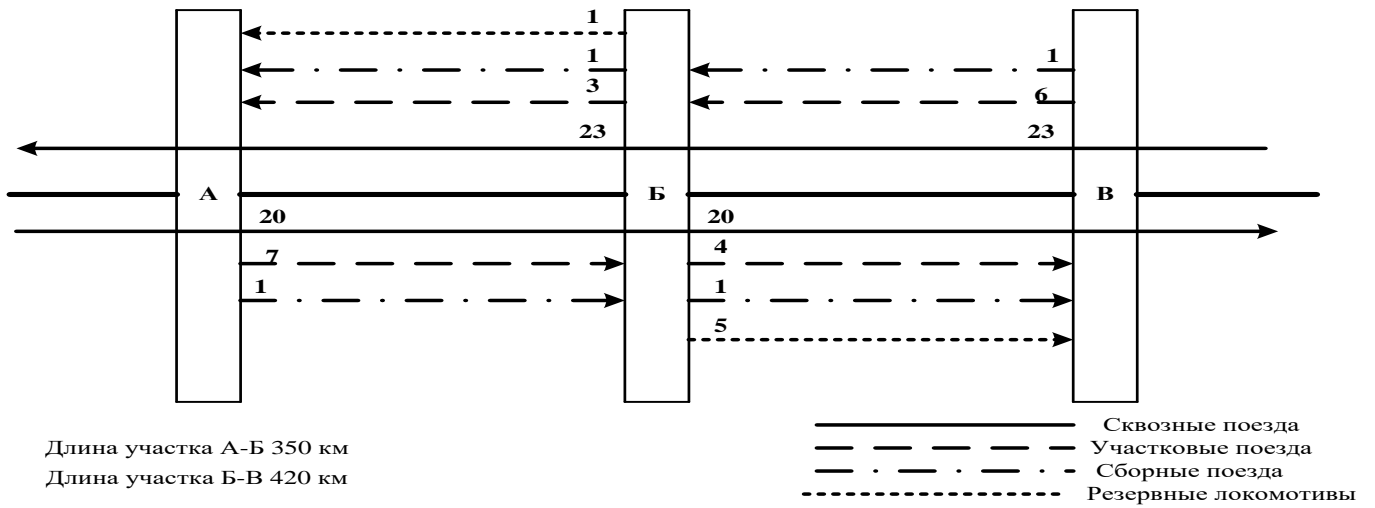 1
1 1
3 6
23 23
А Б В
20 20
7 4
1 1
5
Длина участка А-Б 350 км
Длина участка Б-В 420 км
Сквозные поезда
Участковые поезда
Сборные поезда
Резервные локомотивы